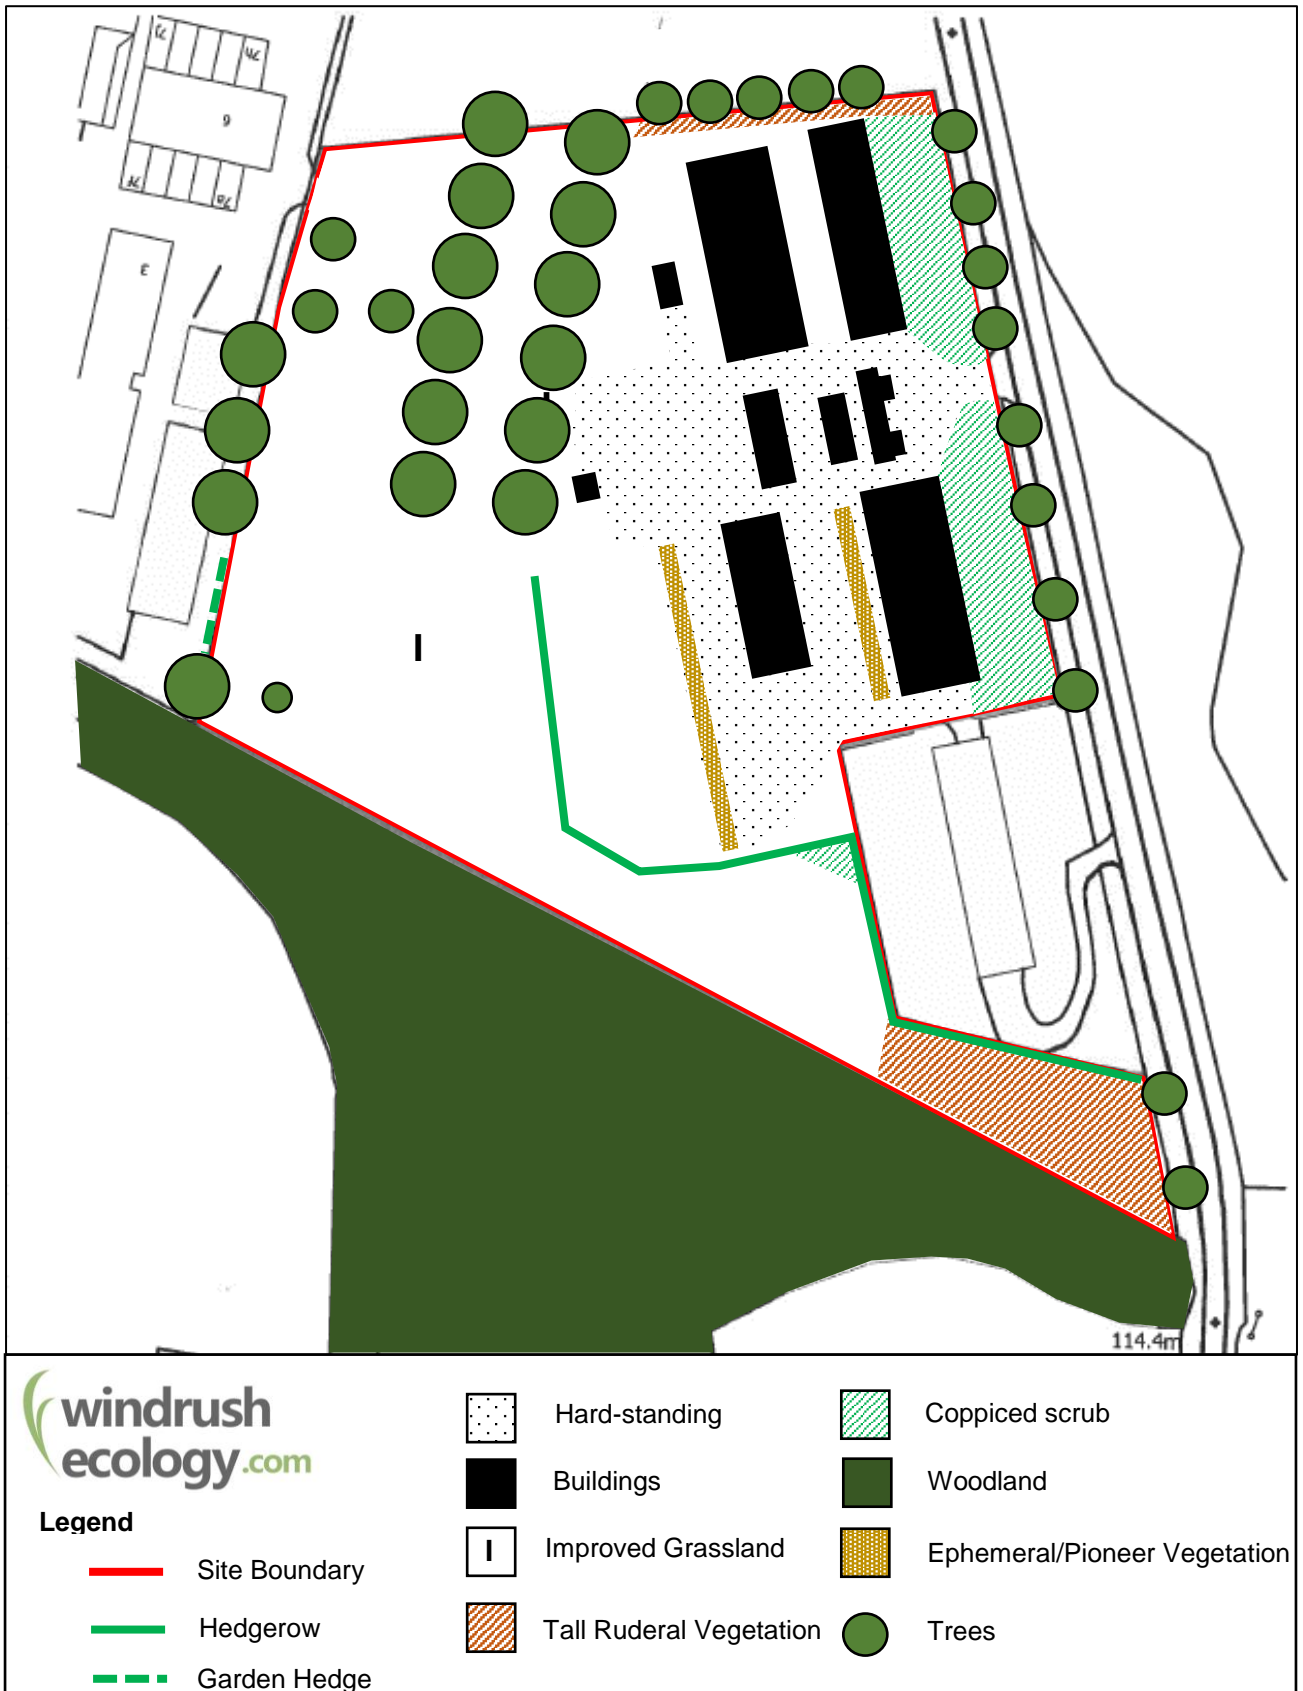 I
114.4m
windrush
ecology.com
Legend
Site Boundary
Hedgerow
Garden Hedge
Hard-standing
Buildings
I Improved Grassland
Tall Ruderal Vegetation
Coppiced scrub
Woodland
Ephemeral/Pioneer Vegetation
Trees